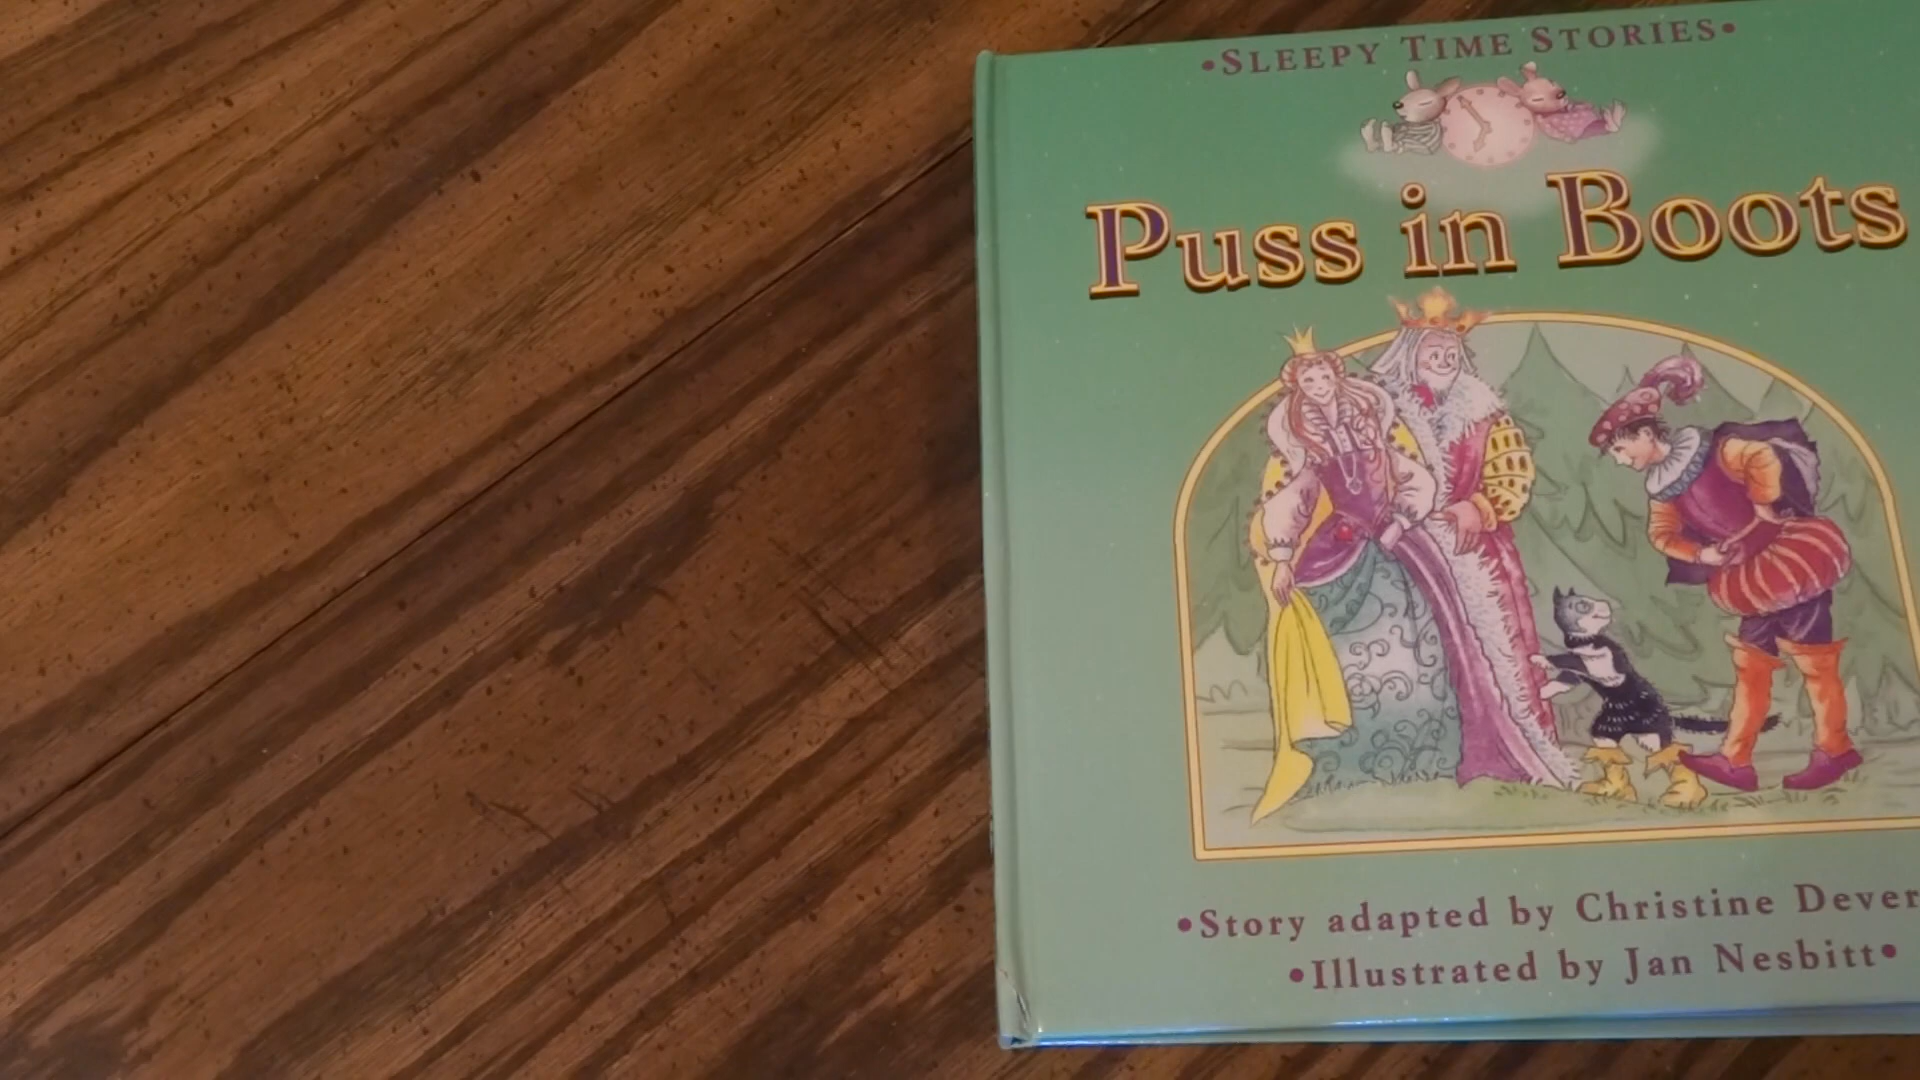 •SLEEPY TIME STORIES•
Puss in Boots
•Story adapted by Christine Dever
•Illustrated by Jan Nesbitt•